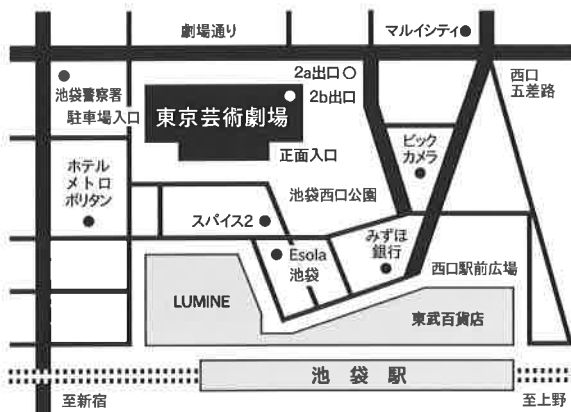 劇場通り
マルイシティ
2a出口
2b出口
西口
五差路
池袋警察署
駐車場入口
東京芸術劇場
正面入口
ビック
カメラ
ホテル
メトロ
ポリタン
池袋西口公園
スパイス2
Esola
池袋
みずほ
銀行
西口駅前広場
LUMINE
東武百貨店
池袋駅
至新宿
至上野